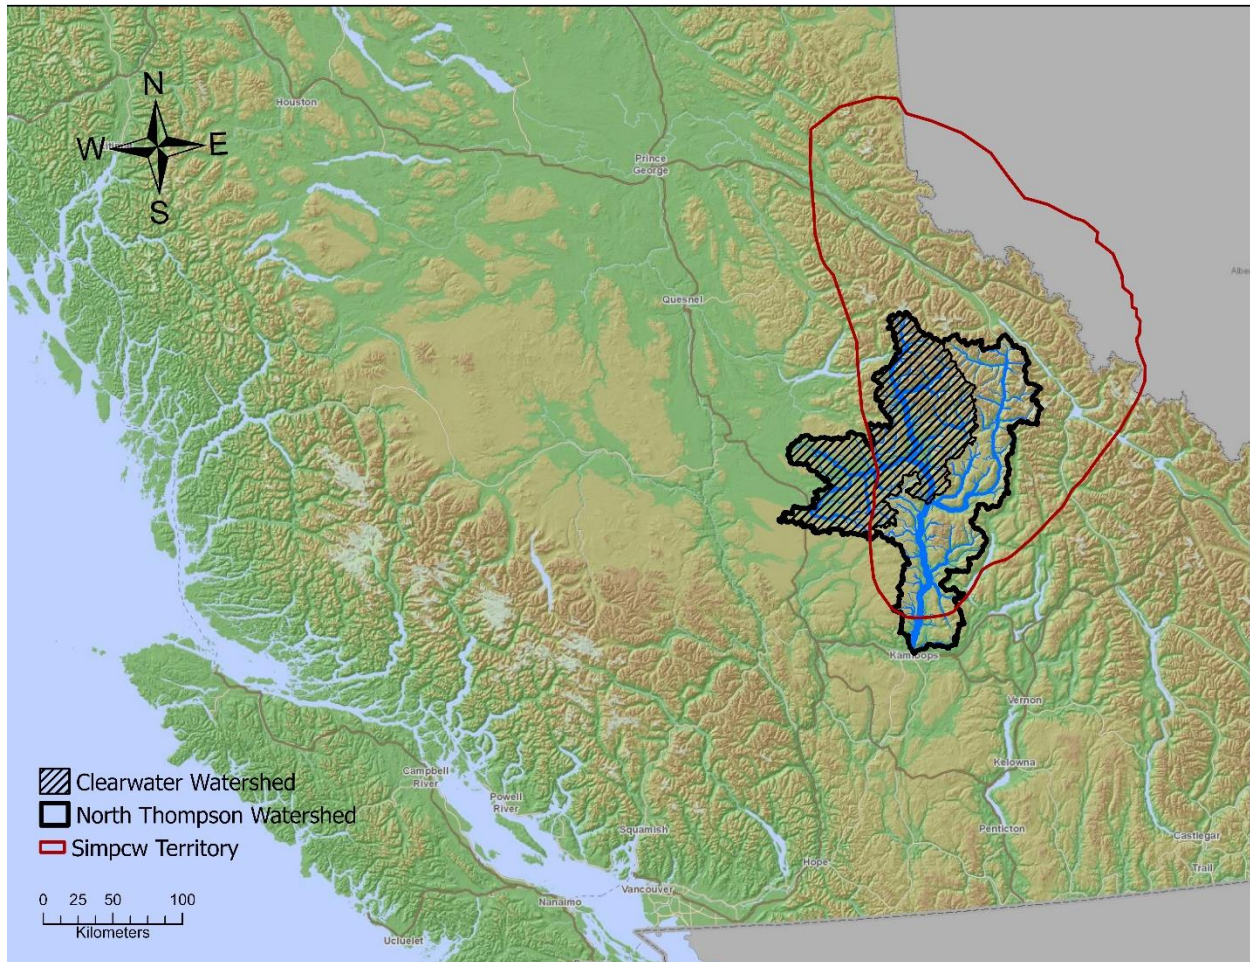 Houston
N
W
E
S
Prince
George
Quesnel
Kamloops
Vernon
Kelowna
Penticton
Castlegar
Trail
Campbell
River
Powell
River
Squamish
Hope
Vancouver
Nanaimo
Ucluelet
Clearwater Watershed
North Thompson Watershed
Simpcw Territory
0 25 50 100
Kilometers